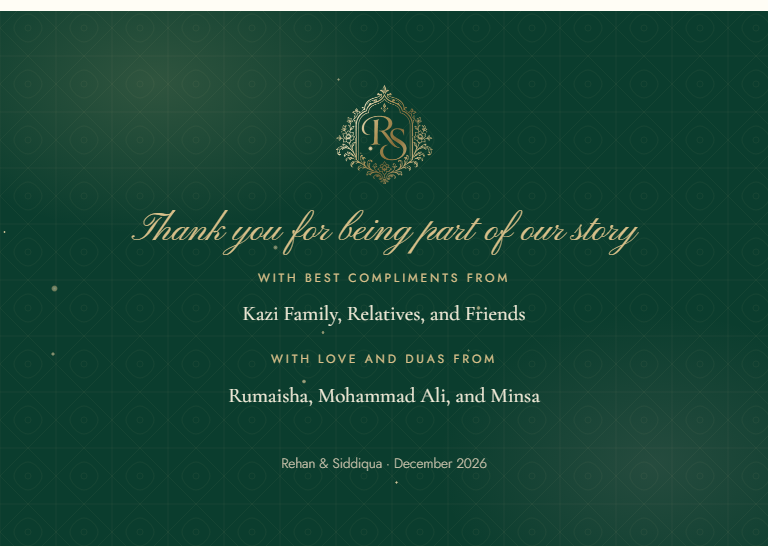 RS
Thank you for being part of our story
WITH BEST COMPLIMENTS FROM
Kazi Family, Relatives, and Friends
WITH LOVE AND DUAS FROM
Rumaisha, Mohammad Ali, and Minsa
Rehan & Siddiqua · December 2026